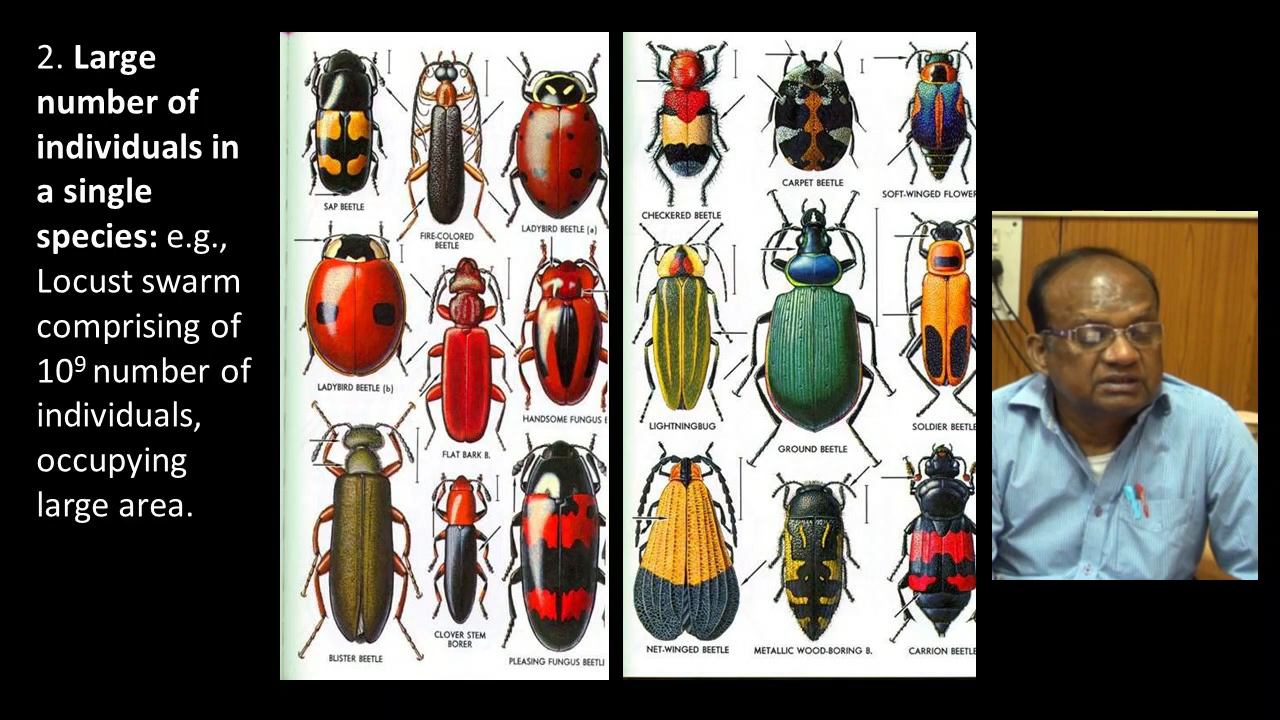 2. Large
number of
individuals in
a single
species: e.g.,
Locust swarm
comprising of
10⁹ number of
individuals,
occupying
large area.
SAP BEETLE
FIRE-COLORED
BEETLE
LADYBIRD BEETLE (a)
LADYBIRD BEETLE (b)
FLAT BARK B.
HANDSOME FUNGUS
BLISTER BEETLE
CLOVER STEM
BORER
PLEASING FUNGUS BEETL
CHECKERED BEETLE
CARPET BEETLE
SOFT-WINGED FLOWER
LIGHTNINGBUG
GROUND BEETLE
SOLDIER BEETLE
NET-WINGED BEETLE
METALLIC WOOD-BORING B.
CARRION BEETLE